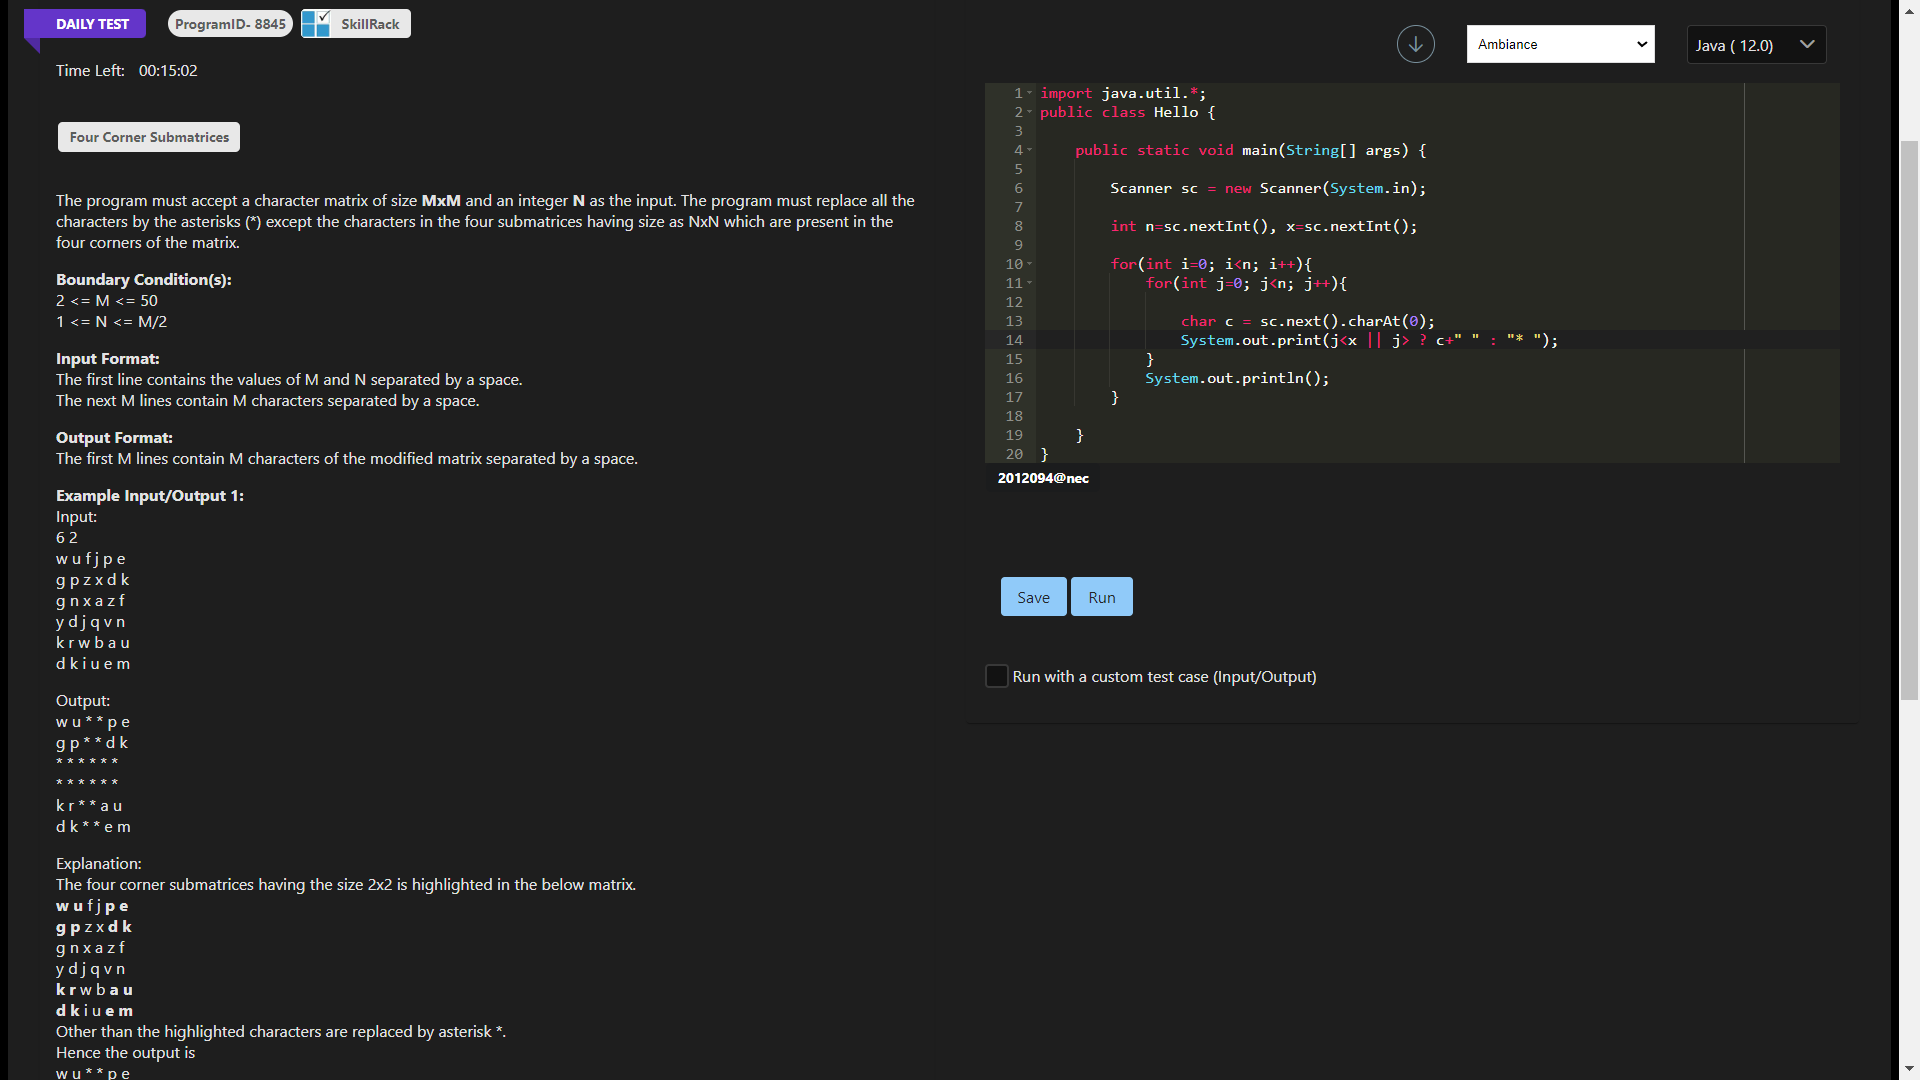 DAILY TEST
ProgramID- 8845
SkillRack
Time Left: 00:15:02
Four Corner Submatrices
The program must accept a character matrix of size MxM and an integer N as the input. The program must replace all the
characters by the asterisks (*) except the characters in the four submatrices having size as NxN which are present in the
four corners of the matrix.
Boundary Condition(s):
2 <= M <= 50
1 <= N <= M/2
Input Format:
The first line contains the values of M and N separated by a space.
The next M lines contain M characters separated by a space.
Output Format:
The first M lines contain M characters of the modified matrix separated by a space.
Example Input/Output 1:
Input:
6 2
w u f j p e
g p z x d k
g n x a z f
y d j q v n
k r w b a u
d k i u e m
Output:
w u * * p e
g p * * d k
* * * * * *
* * * * * *
k r * * a u
d k * * e m
Explanation:
The four corner submatrices having the size 2x2 is highlighted in the below matrix.
w u f j p e
g p z x d k
g n x a z f
y d j q v n
k r w b a u
d k i u e m
Other than the highlighted characters are replaced by asterisk *.
Hence the output is
w u * * p e
Ambiance
Java ( 12.0)
1 import java.util.*;
2 public class Hello {
3
4 public static void main(String[] args) {
5
6 Scanner sc = new Scanner(System.in);
7
8 int n=sc.nextInt(), x=sc.nextInt();
9
10 for(int i=0; i<n; i++){
11 for(int j=0; j<n; j++){
12
13 char c = sc.next().charAt(0);
14 System.out.print(j<x || j> ? c+" " : "* ");
15 }
16 System.out.println();
17 }
18
19 }
20 }
2012094@nec
Save
Run
Run with a custom test case (Input/Output)